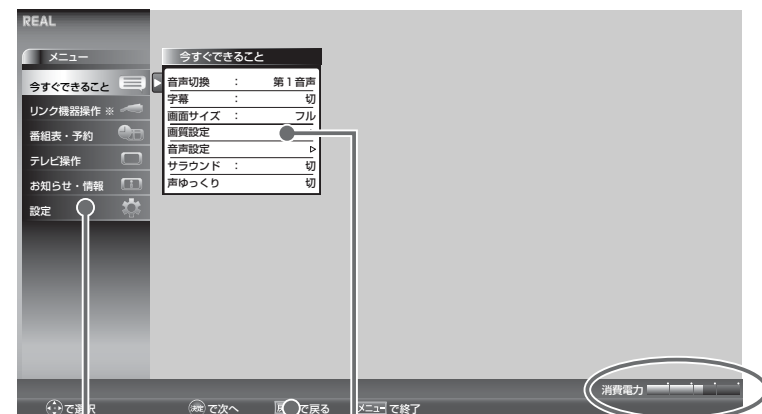 REAL
メニュー
今すぐできること
リンク機器操作 ※
番組表・予約
テレビ操作
お知らせ・情報
設定
今すぐできること
音声切換 : 第1音声
字幕 : 切
画面サイズ : フル
画質設定
音声設定
サラウンド : 切
声ゆっくり 切
消費電力
で選択 決定 で次へ で戻る メニュー で終了